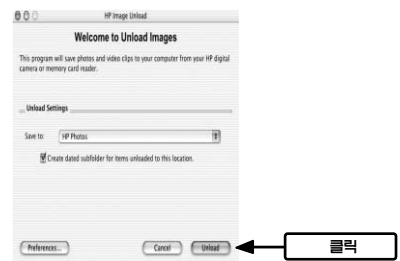 HP Image Unload
Welcome to Unload Images
This program will save photos and video clips to your computer from your HP digital
camera or memory card reader.
Unload Settings
Save to: HP Photos
Create dated subfolder for items unloaded to this location.
Preferences... Cancel Unload
클릭